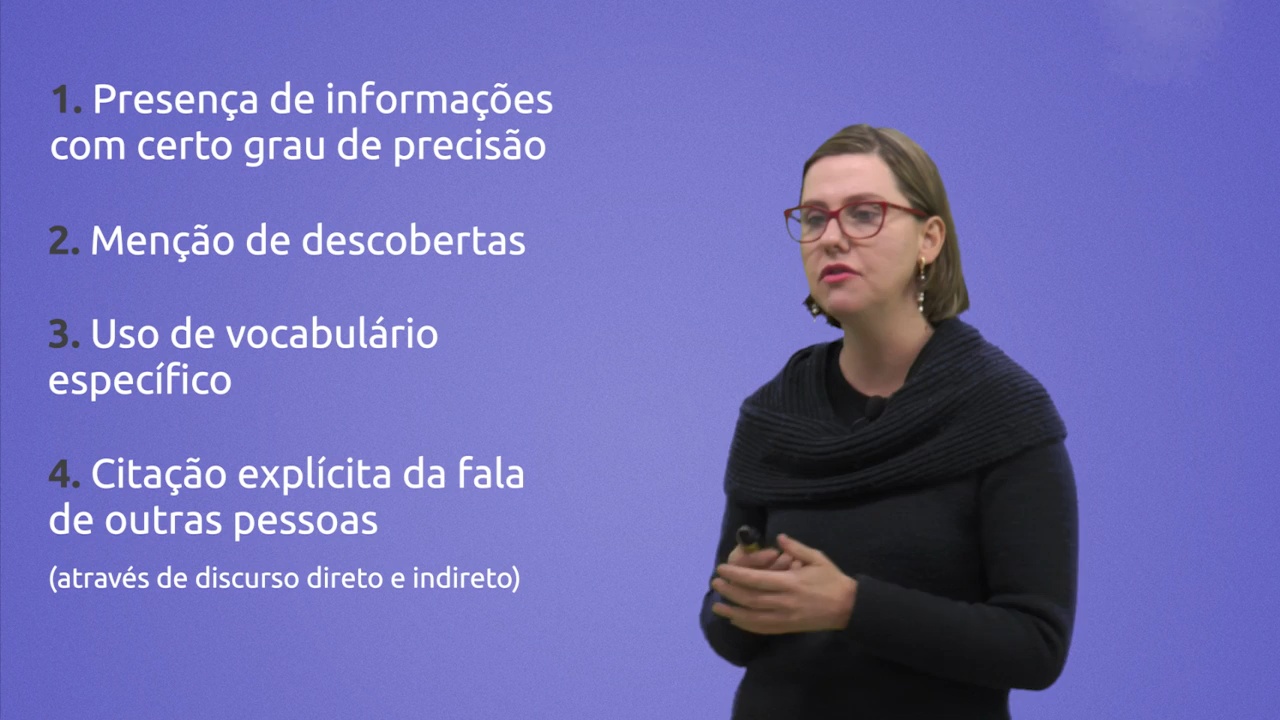 1. Presença de informações
com certo grau de precisão
2. Menção de descobertas
3. Uso de vocabulário
específico
4. Citação explícita da fala
de outras pessoas
(através de discurso direto e indireto)